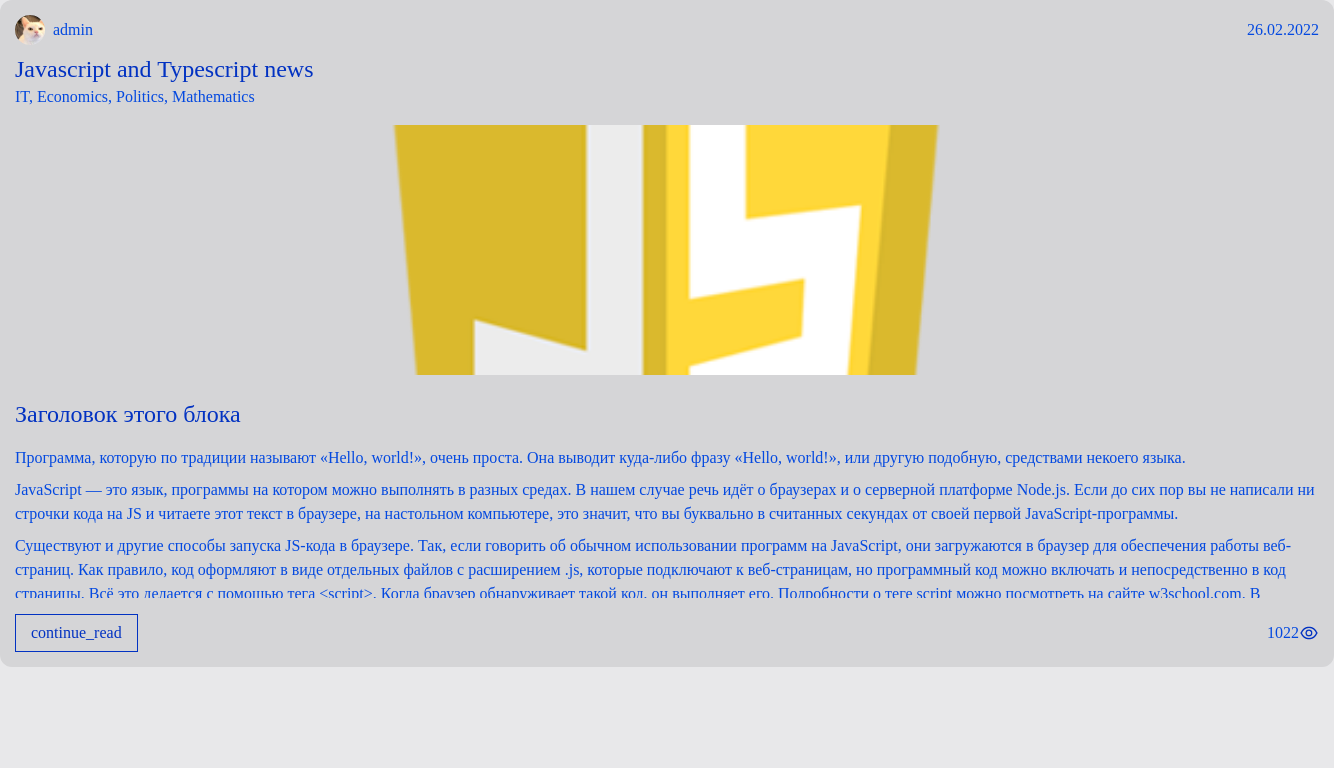 admin
26.02.2022
Javascript and Typescript news
IT, Economics, Politics, Mathematics
JS
Заголовок этого блока
Программа, которую по традиции называют «Hello, world!», очень проста. Она выводит куда-либо фразу «Hello, world!», или другую подобную, средствами некоего языка.
JavaScript — это язык, программы на котором можно выполнять в разных средах. В нашем случае речь идёт о браузерах и о серверной платформе Node.js. Если до сих пор вы не написали ни
строчки кода на JS и читаете этот текст в браузере, на настольном компьютере, это значит, что вы буквально в считанных секундах от своей первой JavaScript-программы.
Существуют и другие способы запуска JS-кода в браузере. Так, если говорить об обычном использовании программ на JavaScript, они загружаются в браузер для обеспечения работы веб-
страниц. Как правило, код оформляют в виде отдельных файлов с расширением .js, которые подключают к веб-страницам, но программный код можно включать и непосредственно в код
страницы. Всё это делается с помощью тега <script>. Когда браузер обнаруживает такой код, он выполняет его. Подробности о теге script можно посмотреть на сайте w3school.com. В
continue_read
1022